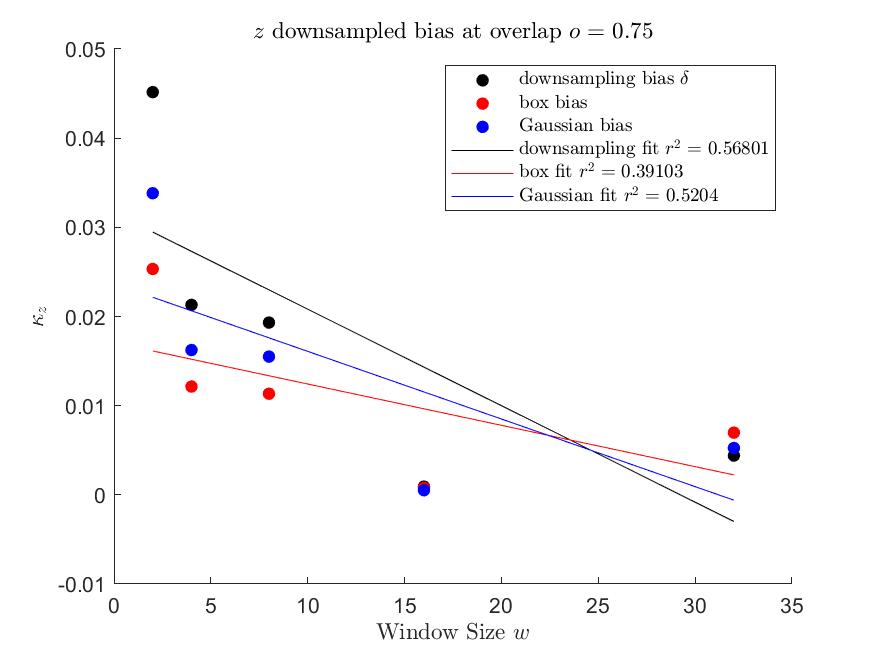 z downsampled bias at overlap o = 0.75
0.05
0.04
0.03
0.02
0.01
0
-0.01
κz
downsampling bias δ
box bias
Gaussian bias
downsampling fit r² = 0.56801
box fit r² = 0.39103
Gaussian fit r² = 0.5204
0 5 10 15 20 25 30 35
Window Size w